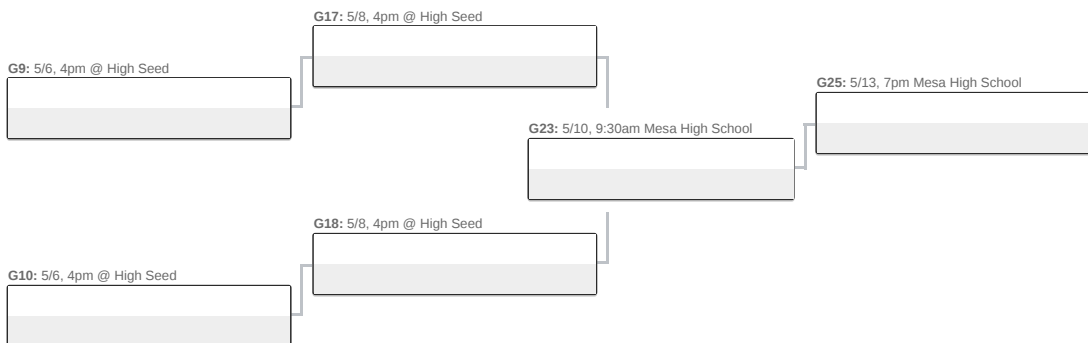 G17: 5/8, 4pm @ High Seed
G9: 5/6, 4pm @ High Seed
G25: 5/13, 7pm Mesa High School
G23: 5/10, 9:30am Mesa High School
G18: 5/8, 4pm @ High Seed
G10: 5/6, 4pm @ High Seed